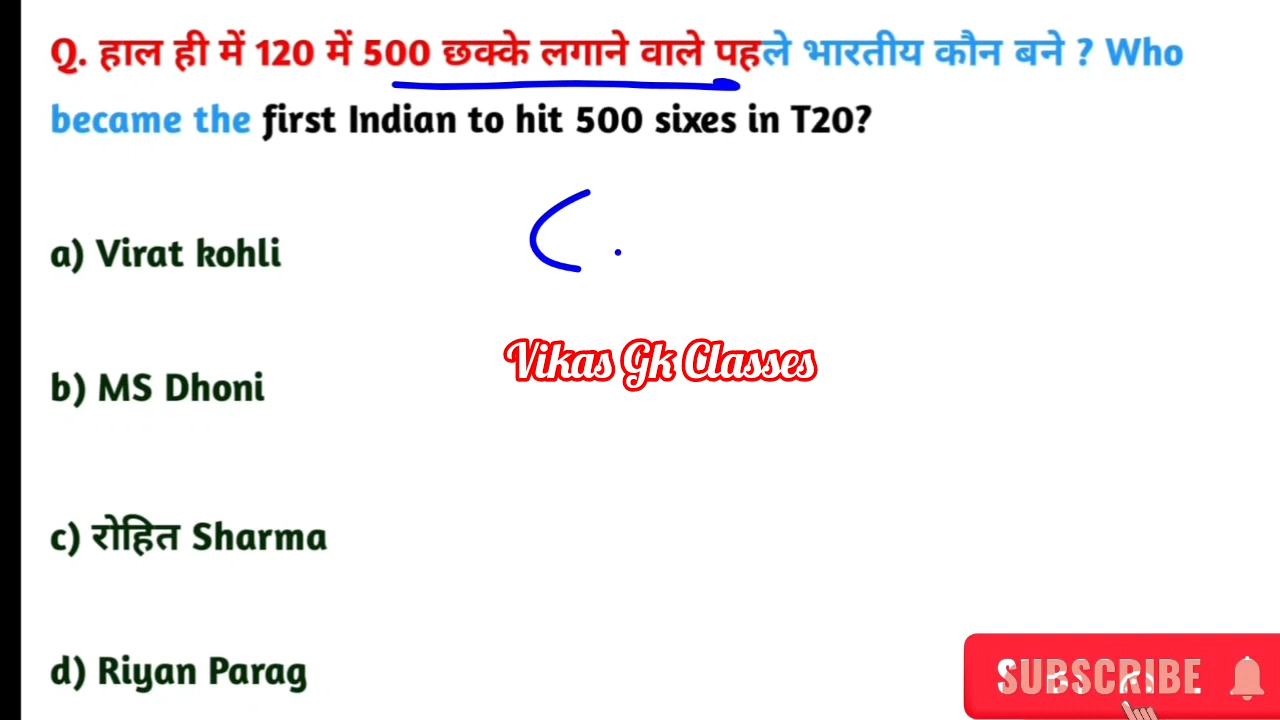 Q. हाल ही में 120 में 500 छक्के लगाने वाले पहले भारतीय कौन बने ? Who
became the first Indian to hit 500 sixes in T20?
a) Virat kohli
Vikas Gk Classes
b) MS Dhoni
c) रोहित Sharma
d) Riyan Parag
SUBSCRIBE